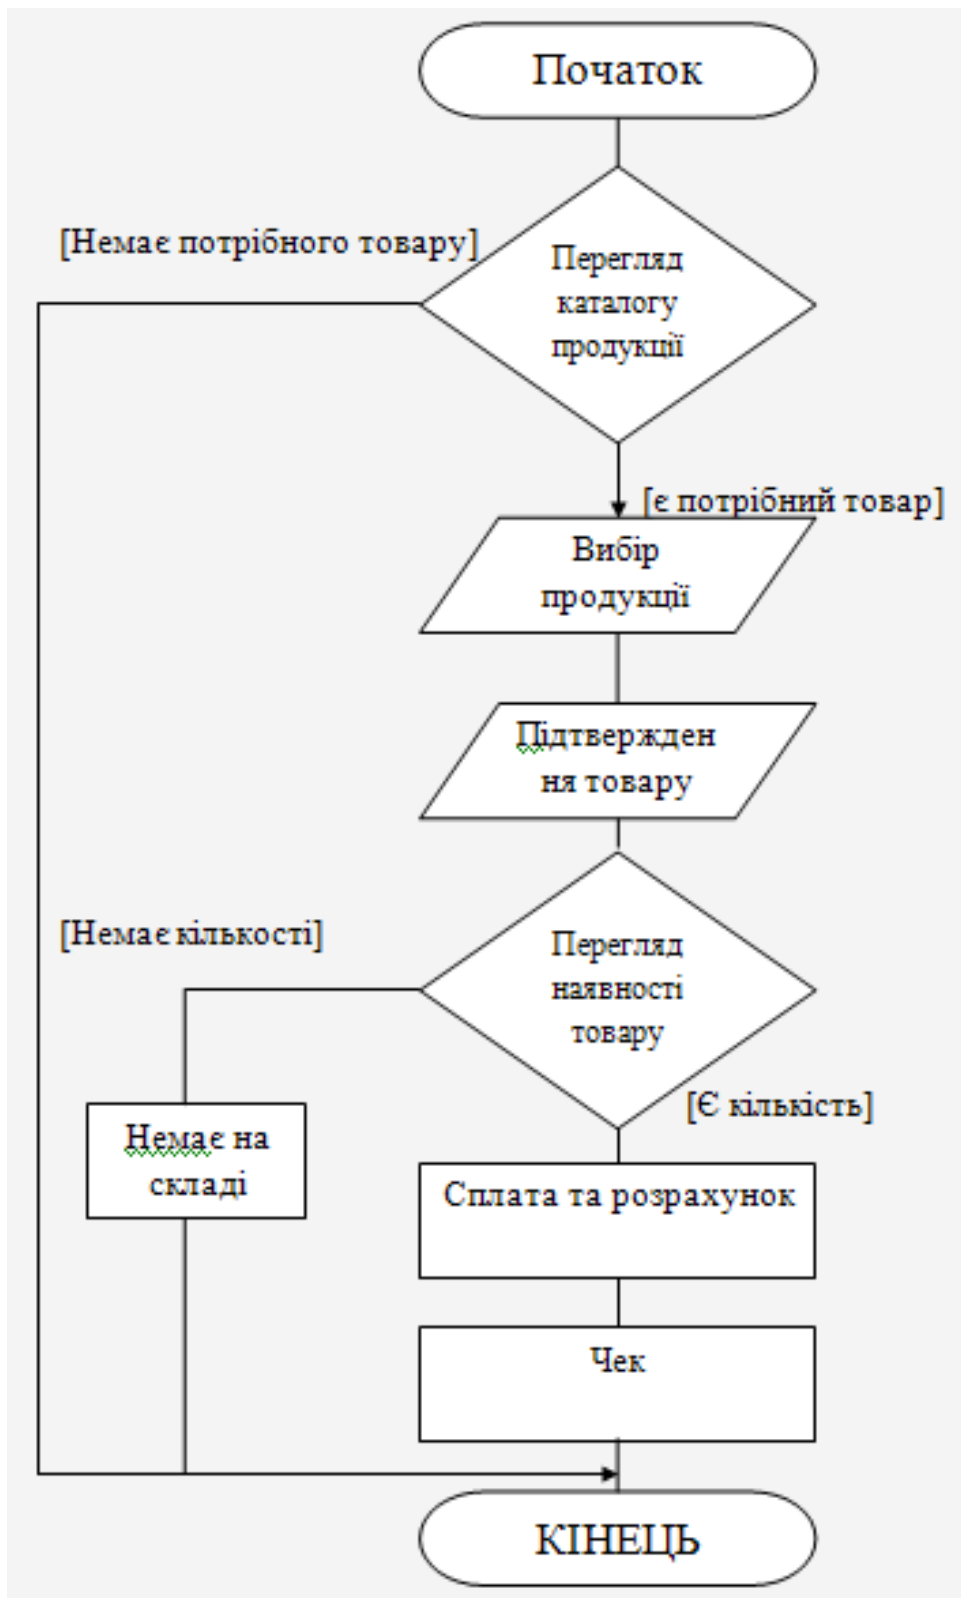 Початок
[Немає потрібного товару]
Перегляд
каталогу
продукції
[є потрібний товар]
Вибір
продукції
Підтвержден
ня товару
[Немає кількості]
Перегляд
наявності
товару
[Є кількість]
Немає на
складі
Сплата та розрахунок
Чек
КІНЕЦЬ